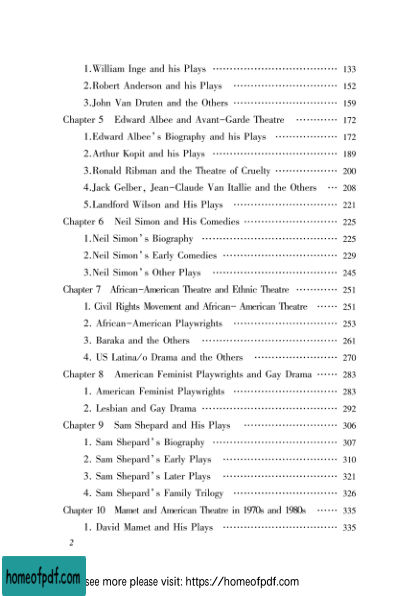 1.William Inge and his Plays ………………………………… 133
2.Robert Anderson and his Plays ………………………… 152
3.John Van Druten and the Others ………………………… 159
Chapter 5 Edward Albee and Avant-Garde Theatre ………… 172
1.Edward Albee's Biography and his Plays ……………… 172
2.Arthur Kopit and his Plays ……………………………… 189
3.Ronald Ribman and the Theatre of Cruelty ……………… 200
4.Jack Gelber, Jean-Claude Van Itallie and the Others … 208
5.Landford Wilson and His Plays ………………………… 221
Chapter 6 Neil Simon and His Comedies ……………………… 225
1.Neil Simon's Biography ………………………………… 225
2.Neil Simon's Early Comedies …………………………… 229
3.Neil Simon's Other Plays ……………………………… 245
Chapter 7 African-American Theatre and Ethnic Theatre ………… 251
1. Civil Rights Movement and African- American Theatre …… 251
2. African-American Playwrights ………………………… 253
3. Baraka and the Others ………………………………… 261
4. US Latina/o Drama and the Others …………………… 270
Chapter 8 American Feminist Playwrights and Gay Drama …… 283
1. American Feminist Playwrights ………………………… 283
2. Lesbian and Gay Drama ………………………………… 292
Chapter 9 Sam Shepard and His Plays ……………………… 306
1. Sam Shepard's Biography ……………………………… 307
2. Sam Shepard's Early Plays …………………………… 310
3. Sam Shepard's Later Plays …………………………… 321
4. Sam Shepard's Family Trilogy ………………………… 326
Chapter 10 Mamet and American Theatre in 1970s and 1980s …… 335
1. David Mamet and His Plays …………………………… 335
2
homeofpdf.com
see more please visit: https://homeofpdf.com